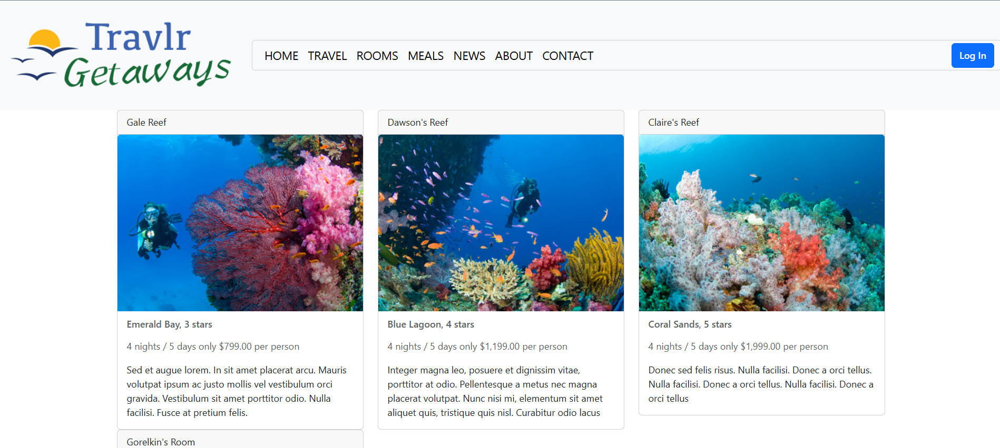 Travlr
Getaways
HOME TRAVEL ROOMS MEALS NEWS ABOUT CONTACT
Log In
Gale Reef
Emerald Bay, 3 stars
4 nights / 5 days only $799.00 per person
Sed et augue lorem. In sit amet placerat arcu. Mauris
volutpat ipsum ac justo mollis vel vestibulum orci
gravida. Vestibulum sit amet porttitor odio. Nulla
facilisi. Fusce at pretium felis.
Dawson's Reef
Blue Lagoon, 4 stars
4 nights / 5 days only $1,199.00 per person
Integer magna leo, posuere et dignissim vitae,
porttitor at odio. Pellentesque a metus nec magna
placerat volutpat. Nunc nisi mi, elementum sit amet
aliquet quis, tristique quis nisl. Curabitur odio lacus
Claire's Reef
Coral Sands, 5 stars
4 nights / 5 days only $1,999.00 per person
Donec sed felis risus. Nulla facilisi. Donec a orci tellus.
Nulla facilisi. Donec a orci tellus. Nulla facilisi. Donec a
orci tellus
Gorelkin's Room